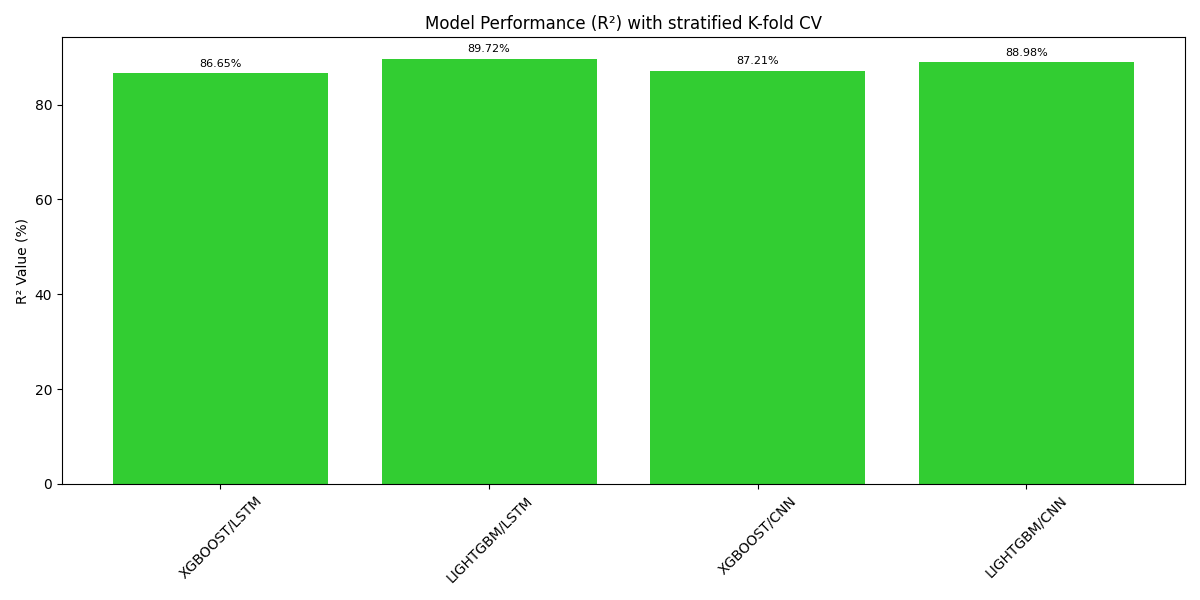 Model Performance (R²) with stratified K-fold CV
86.65%
89.72%
87.21%
88.98%
R² Value (%)
80
60
40
20
0
XGBOOST/LSTM
LIGHTGBM/LSTM
XGBOOST/CNN
LIGHTGBM/CNN